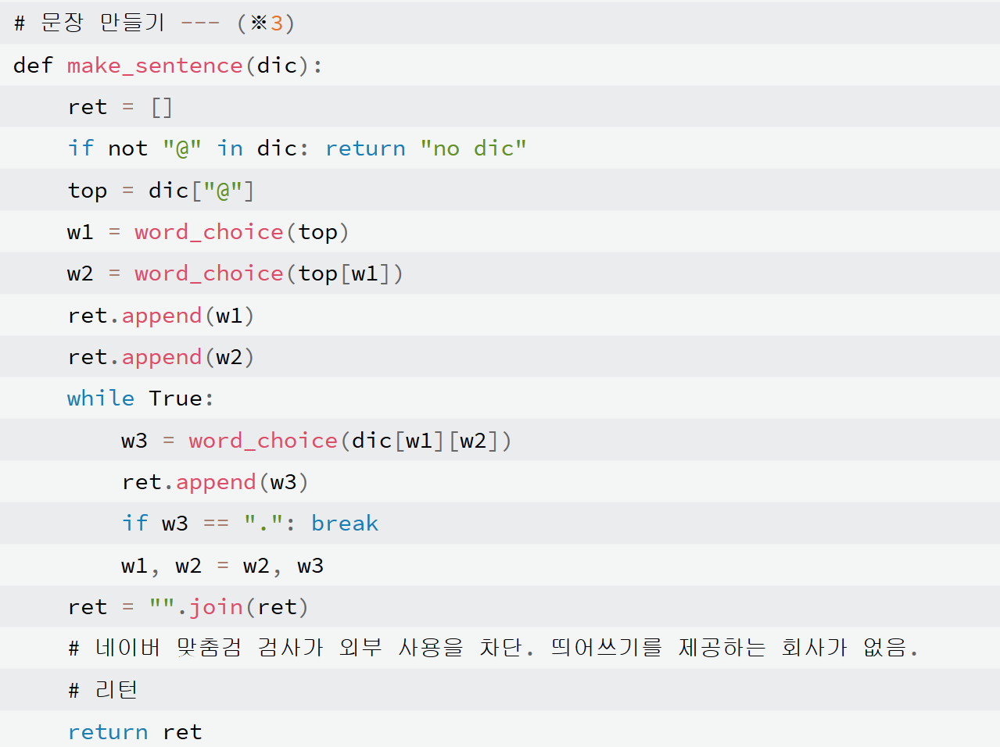 # 문장 만들기 --- (※3)
def make_sentence(dic):
    ret = []
    if not "@" in dic: return "no dic"
    top = dic["@"]
    w1 = word_choice(top)
    w2 = word_choice(top[w1])
    ret.append(w1)
    ret.append(w2)
    while True:
        w3 = word_choice(dic[w1][w2])
        ret.append(w3)
        if w3 == ".": break
        w1, w2 = w2, w3
    ret = "".join(ret)
    # 네이버 맞춤검 검사가 외부 사용을 차단. 띄어쓰기를 제공하는 회사가 없음.
    # 리턴
    return ret